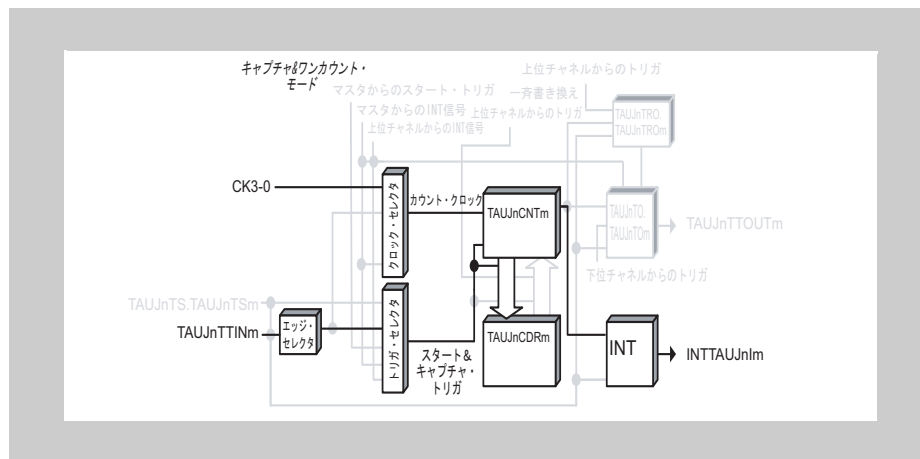 キャプチャ&ワンカウント・
モード
上位チャネルからのトリガ
マスタからのスタート・トリガ
一斉書き換え
マスタからのINT信号
上位チャネルからのトリガ
上位チャネルからのINT信号
TAUJnTRO.
TAUJnTROm
CK3-0
クロック・セレクタ
カウント・クロック
TAUJnCNTm
TAUJnTO.
TAUJnTOm
TAUJnTTOUTm
下位チャネルからのトリガ
TAUJnTS.TAUJnTSm
TAUJnTTINm
エッジ・
セレクタ
トリガ・セレクタ
スタート&
キャプチャ・
トリガ
TAUJnCDRm
INT
INTTAUJnIm